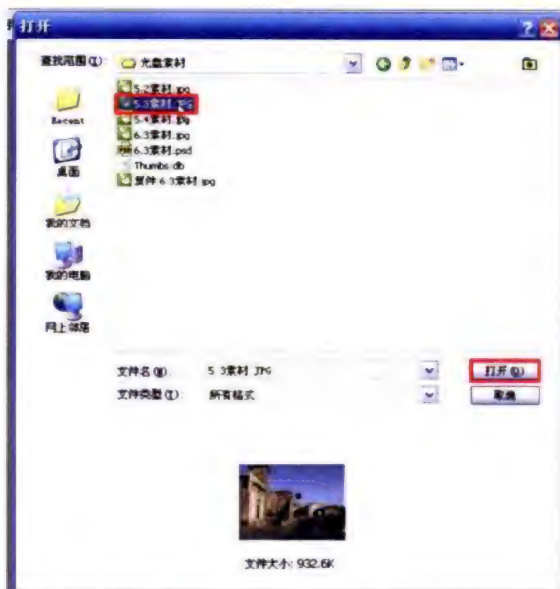 打开
查找范围(I):
光盘素材
5.2素材.jpg
5.3素材.JPG
5.4素材.jpg
6.3素材.jpg
6.3素材.psd
Thumbs.db
复件 6.3素材.jpg
Recent
桌面
我的文档
我的电脑
网上邻居
文件名(N):
5.3素材.JPG
打开(O)
文件类型(T):
所有格式
取消
文件大小: 932.6K